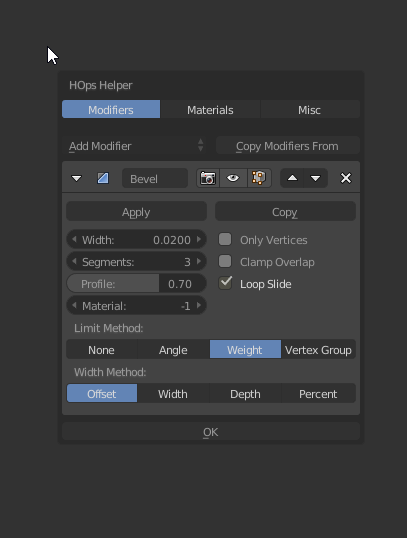 HOps Helper
Modifiers Materials Misc
Add Modifier Copy Modifiers From
Bevel
Apply Copy
Width: 0.0200 Only Vertices
Segments: 3 Clamp Overlap
Profile: 0.70 Loop Slide
Material: -1
Limit Method:
None Angle Weight Vertex Group
Width Method:
Offset Width Depth Percent
OK